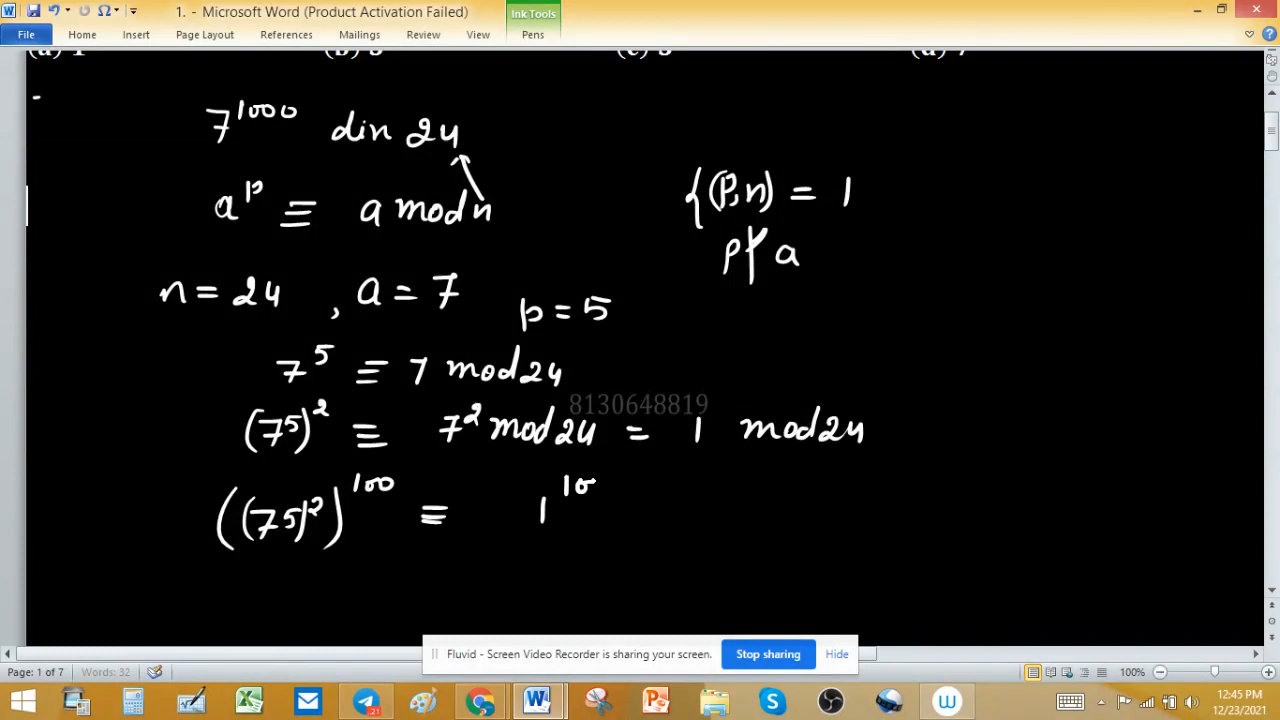 1. - Microsoft Word (Product Activation Failed)
Ink Tools
File Home Insert Page Layout References Mailings Review View Pens
7^1000 din 24
a^p ≡ a mod n
{(P,n) = 1
p∤a
n = 24 , a = 7 p = 5
7^5 ≡ 7 mod 24
8130648819
(7^5)^2 ≡ 7^2 mod 24 = 1 mod 24
((75)^2)^100 ≡ 1^10
Fluvid - Screen Video Recorder is sharing your screen. Stop sharing Hide
Page: 1 of 7 Words: 32 100%
21
12:45 PM
12/23/2021